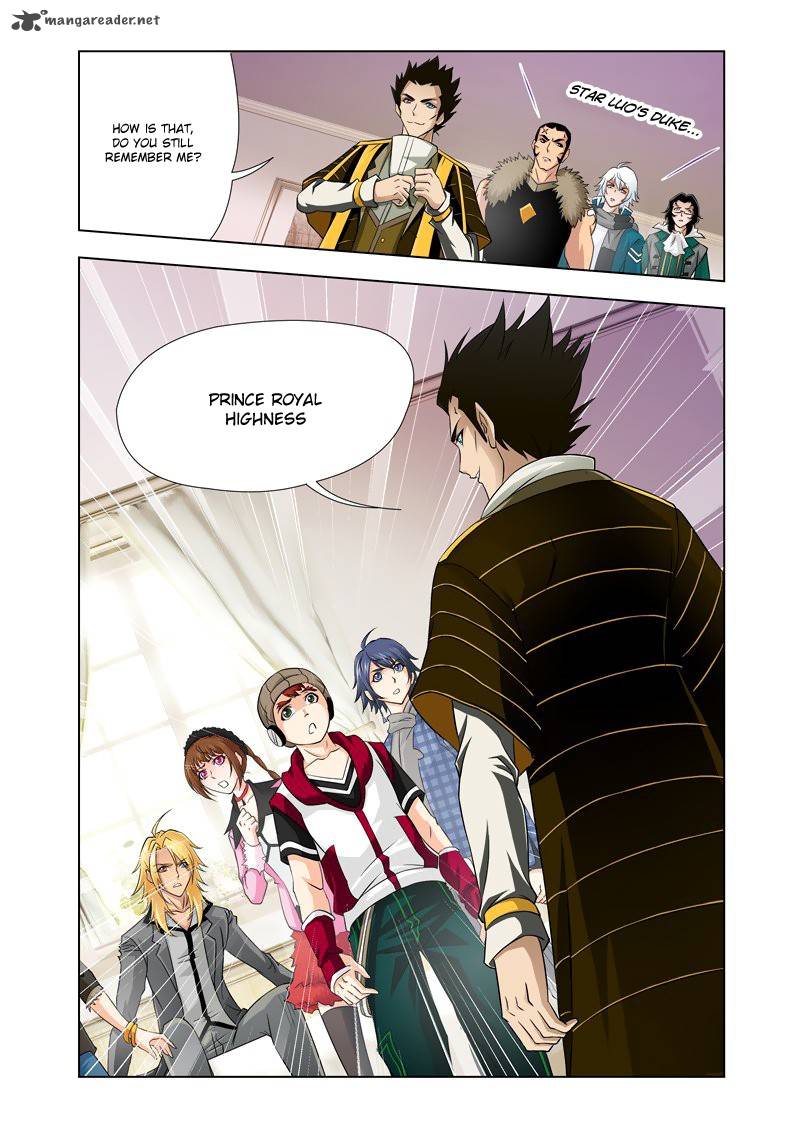 mangareader.net
HOW IS THAT,
DO YOU STILL
REMEMBER ME?
STAR LUO'S DUKE...
PRINCE ROYAL
HIGHNESS